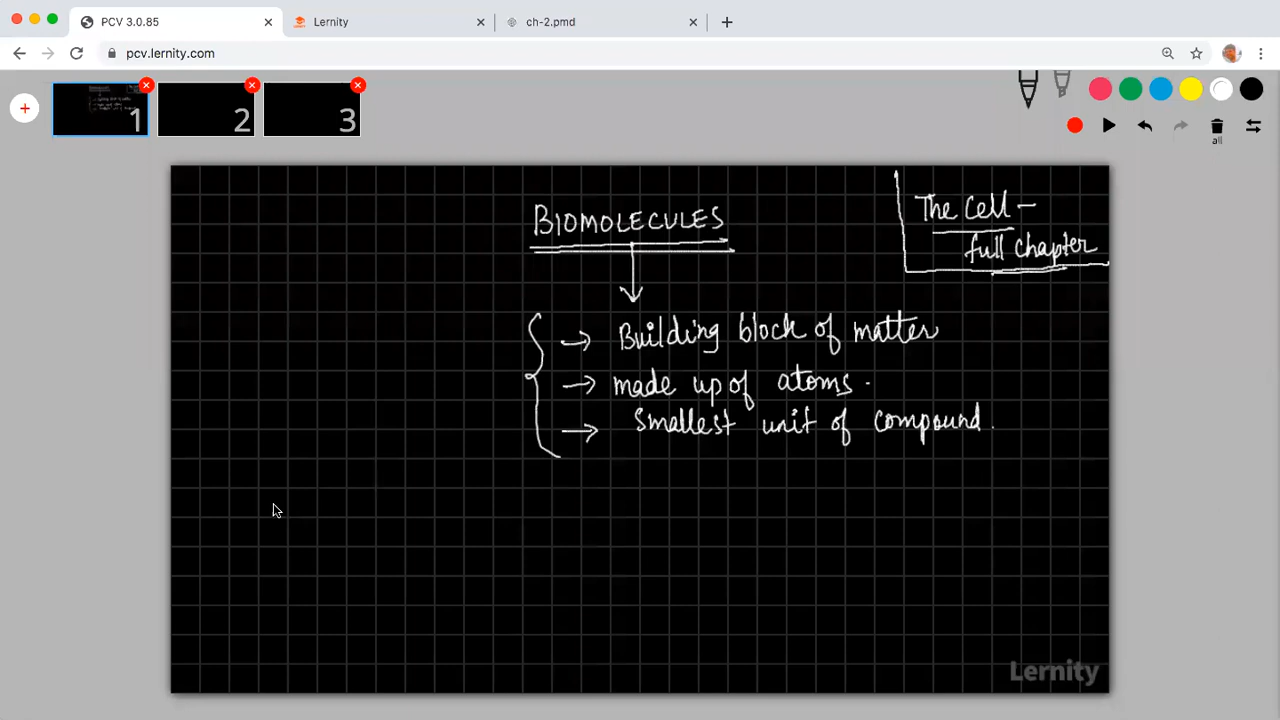 PCV 3.0.85
Lernity
ch-2.pmd
pcv.lernity.com
1
2
3
all
The Cell –
full chapter
BIOMOLECULES
→ Building block of matter
→ made up of atoms .
→ Smallest unit of compound .
Lernity